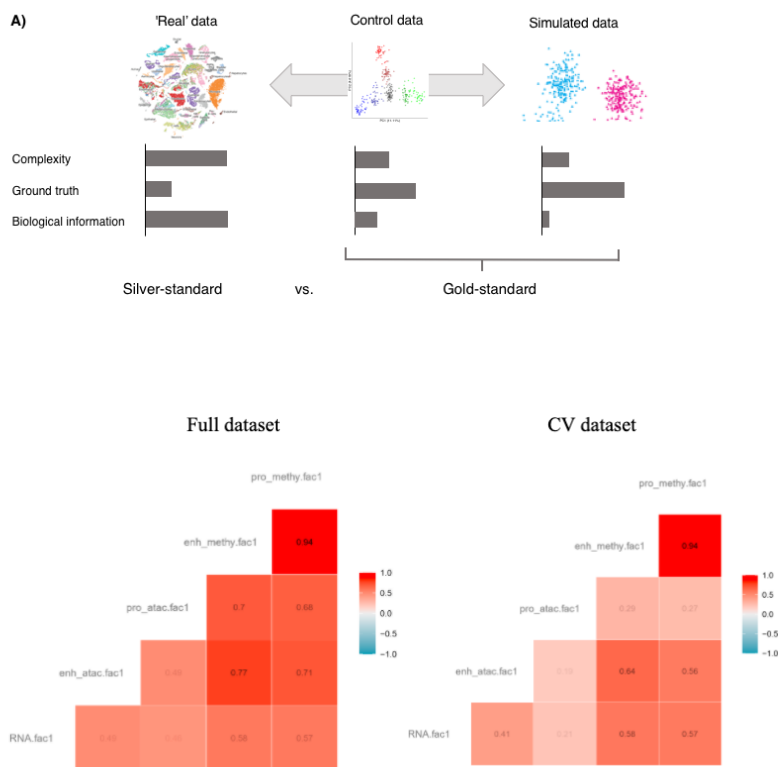 A)
'Real' data
Control data
Simulated data
Complexity
Ground truth
Biological information
Silver-standard
vs.
Gold-standard
Full dataset
CV dataset
pro_methy.fac1
enh_methy.fac1
0.94
pro_atac.fac1
0.7
0.68
enh_atac.fac1
0.77
0.71
RNA.fac1
0.58
0.57
1.0
0.5
0.0
−0.5
−1.0
pro_methy.fac1
enh_methy.fac1
0.94
pro_atac.fac1
0.27
enh_atac.fac1
0.64
0.56
RNA.fac1
0.41
0.21
0.58
0.57
1.0
0.5
0.0
−0.5
−1.0